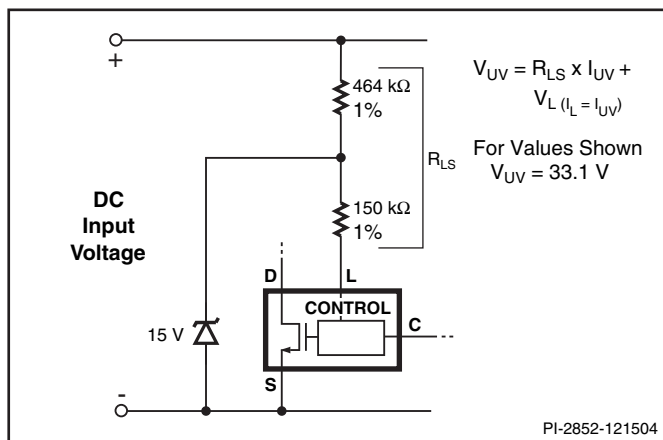 +
464 kΩ
1%
V_UV = R_LS x I_UV +
V_L (I_L = I_UV)
R_LS
For Values Shown
V_UV = 33.1 V
DC
Input
Voltage
150 kΩ
1%
D
L
CONTROL
C
15 V
S
-
PI-2852-121504